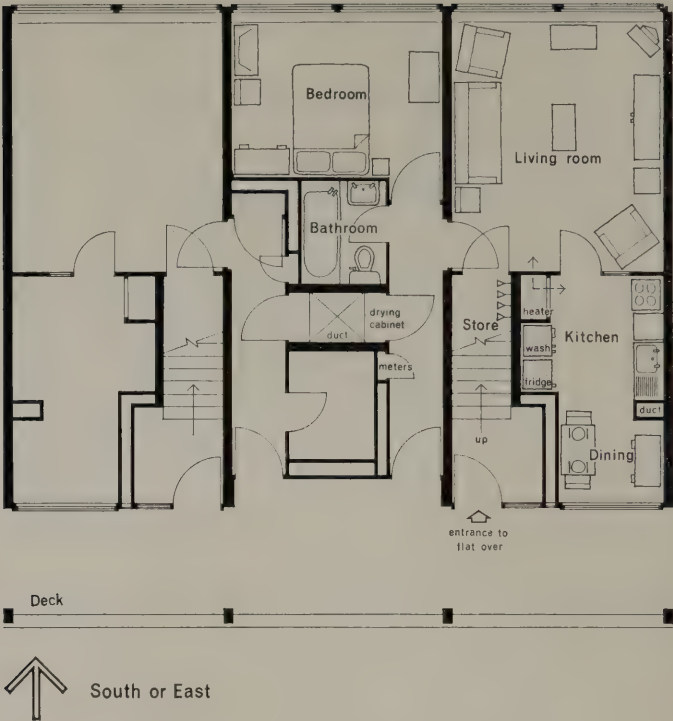 Bedroom
Living room
Bathroom
drying
cabinet
duct
Store
heater
Kitchen
wash
meters
fridge
duct
up
Dining
entrance to
flat over
Deck
South or East